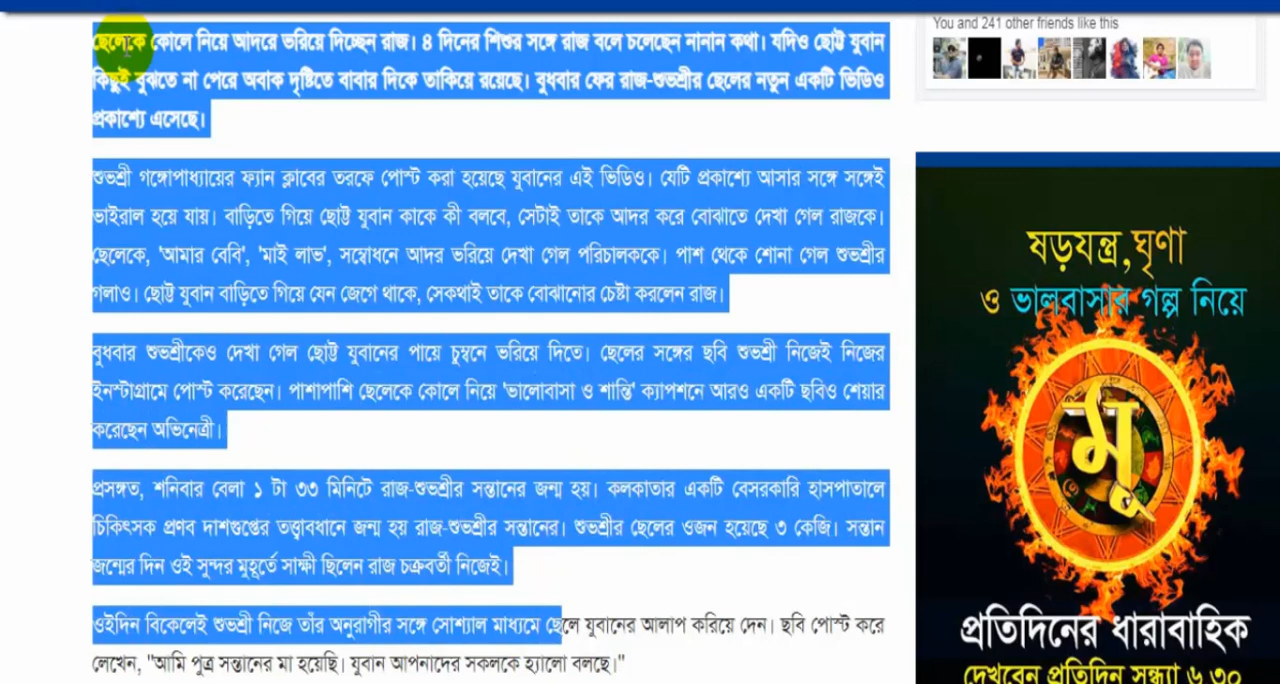 ছেলেকে কোলে নিয়ে আদরে ভরিয়ে দিচ্ছেন রাজ। ৪ দিনের শিশুর সঙ্গে রাজ বলে চলেছেন নানান কথা। যদিও ছোট্ট যুবান
কিছুই বুঝতে না পেরে অবাক দৃষ্টিতে বাবার দিকে তাকিয়ে রয়েছে। বুধবার ফের রাজ-শুভশ্রীর ছেলের নতুন একটি ভিডিও
প্রকাশ্যে এসেছে।
শুভশ্রী গঙ্গোপাধ্যায়ের ফ্যান ক্লাবের তরফে পোস্ট করা হয়েছে যুবানের এই ভিডিও। যেটি প্রকাশ্যে আসার সঙ্গে সঙ্গেই
ভাইরাল হয়ে যায়। বাড়িতে গিয়ে ছোট্ট যুবান কাকে কী বলবে, সেটাই তাকে আদর করে বোঝাতে দেখা গেল রাজকে।
ছেলেকে, 'আমার বেবি', 'মাই লাভ', সম্বোধনে আদর ভরিয়ে দেখা গেল পরিচালককে। পাশ থেকে শোনা গেল শুভশ্রীর
গলাও। ছোট্ট যুবান বাড়িতে গিয়ে যেন জেগে থাকে, সেকথাই তাকে বোঝানোর চেষ্টা করলেন রাজ।
বুধবার শুভশ্রীকেও দেখা গেল ছোট্ট যুবানের পায়ে চুম্বনে ভরিয়ে দিতে। ছেলের সঙ্গের ছবি শুভশ্রী নিজেই নিজের
ইনস্টাগ্রামে পোস্ট করেছেন। পাশাপাশি ছেলেকে কোলে নিয়ে 'ভালোবাসা ও শান্তি' ক্যাপশনে আরও একটি ছবিও শেয়ার
করেছেন অভিনেত্রী।
প্রসঙ্গত, শনিবার বেলা ১ টা ৩৩ মিনিটে রাজ-শুভশ্রীর সন্তানের জন্ম হয়। কলকাতার একটি বেসরকারি হাসপাতালে
চিকিৎসক প্রণব দাশগুপ্তের তত্ত্বাবধানে জন্ম হয় রাজ-শুভশ্রীর সন্তানের। শুভশ্রীর ছেলের ওজন হয়েছে ৩ কেজি। সন্তান
জন্মের দিন ওই সুন্দর মুহূর্তে সাক্ষী ছিলেন রাজ চক্রবর্তী নিজেই।
ওইদিন বিকেলেই শুভশ্রী নিজে তাঁর অনুরাগীর সঙ্গে সোশ্যাল মাধ্যমে ছেলে যুবানের আলাপ করিয়ে দেন। ছবি পোস্ট করে
লেখেন, "আমি পুত্র সন্তানের মা হয়েছি। যুবান আপনাদের সকলকে হ্যালো বলছে।"
You and 241 other friends like this
ষড়যন্ত্র,ঘৃণা
ও ভালবাসার গল্প নিয়ে
মূ
প্রতিদিনের ধারাবাহিক
দেখবেন প্রতিদিন সন্ধ্যা ৬.৩০